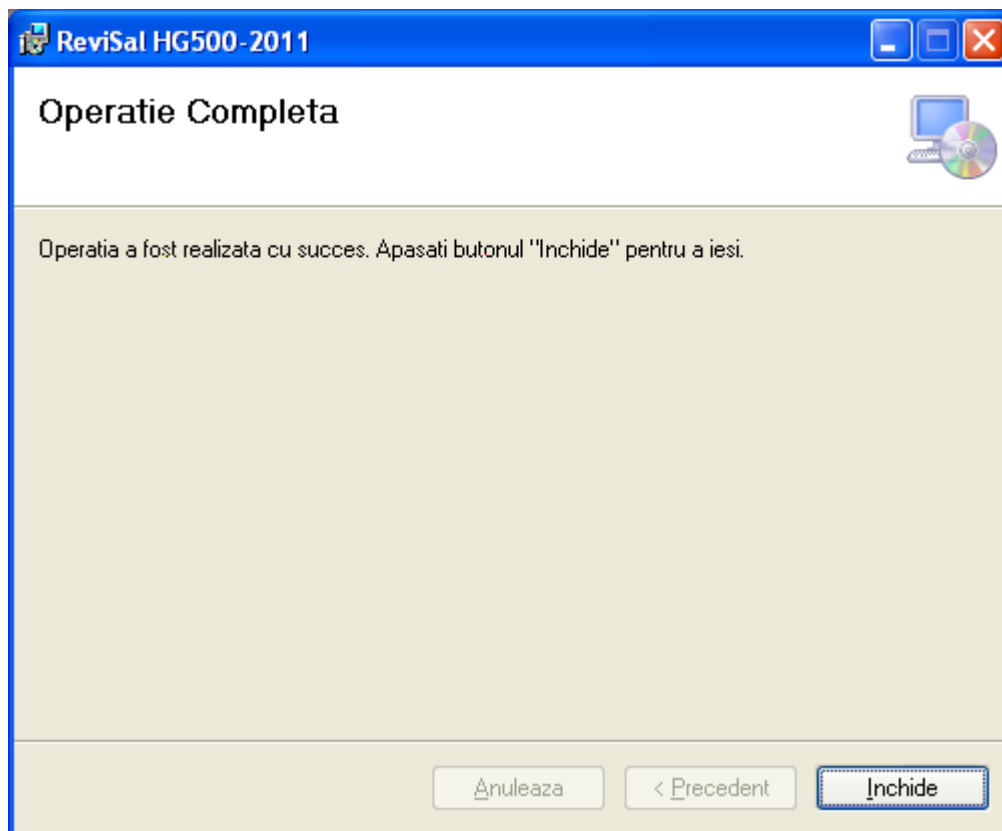 ReviSal HG500-2011
Operatie Completa
Operatia a fost realizata cu succes. Apasati butonul "Inchide" pentru a iesi.
Anuleaza
< Precedent
Inchide